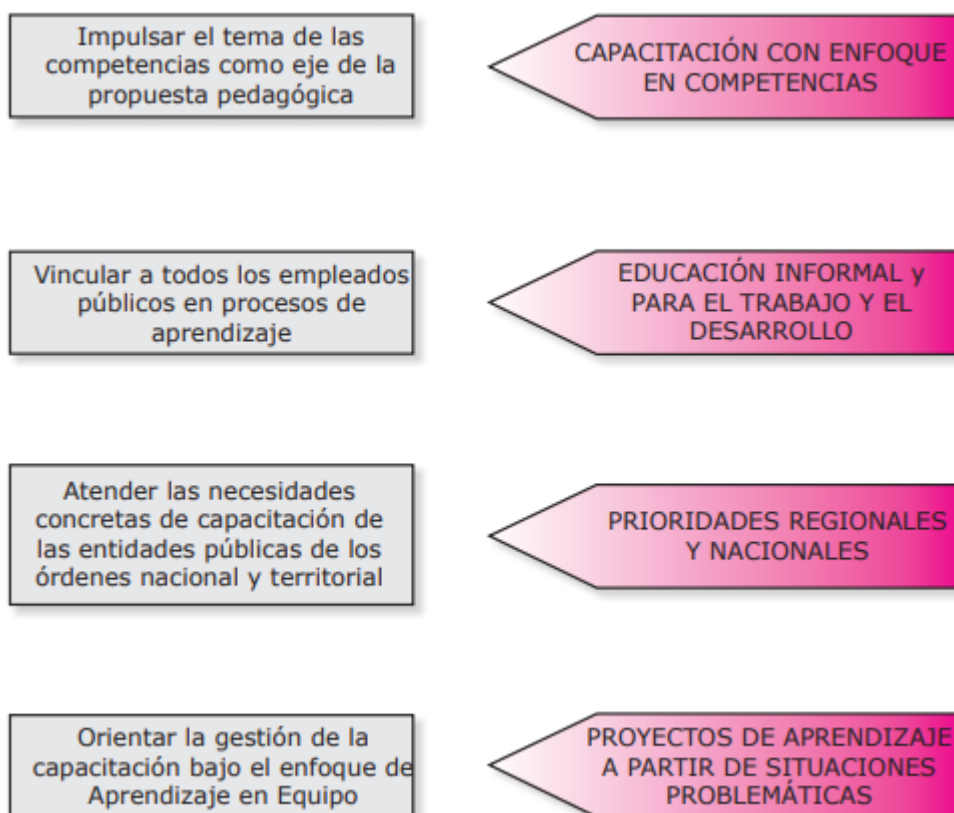 Impulsar el tema de las
competencias como eje de la
propuesta pedagógica
CAPACITACIÓN CON ENFOQUE
EN COMPETENCIAS
Vincular a todos los empleados
públicos en procesos de
aprendizaje
EDUCACIÓN INFORMAL y
PARA EL TRABAJO Y EL
DESARROLLO
Atender las necesidades
concretas de capacitación de
las entidades públicas de los
órdenes nacional y territorial
PRIORIDADES REGIONALES
Y NACIONALES
Orientar la gestión de la
capacitación bajo el enfoque de
Aprendizaje en Equipo
PROYECTOS DE APRENDIZAJE
A PARTIR DE SITUACIONES
PROBLEMÁTICAS